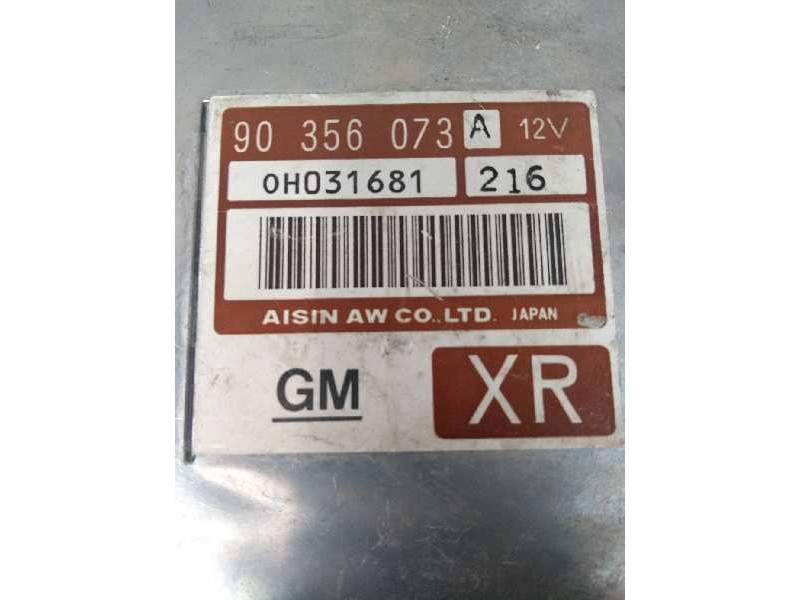 90 356 073 A 12V
0H031681 216
AISIN AW CO.,LTD. JAPAN
GM XR